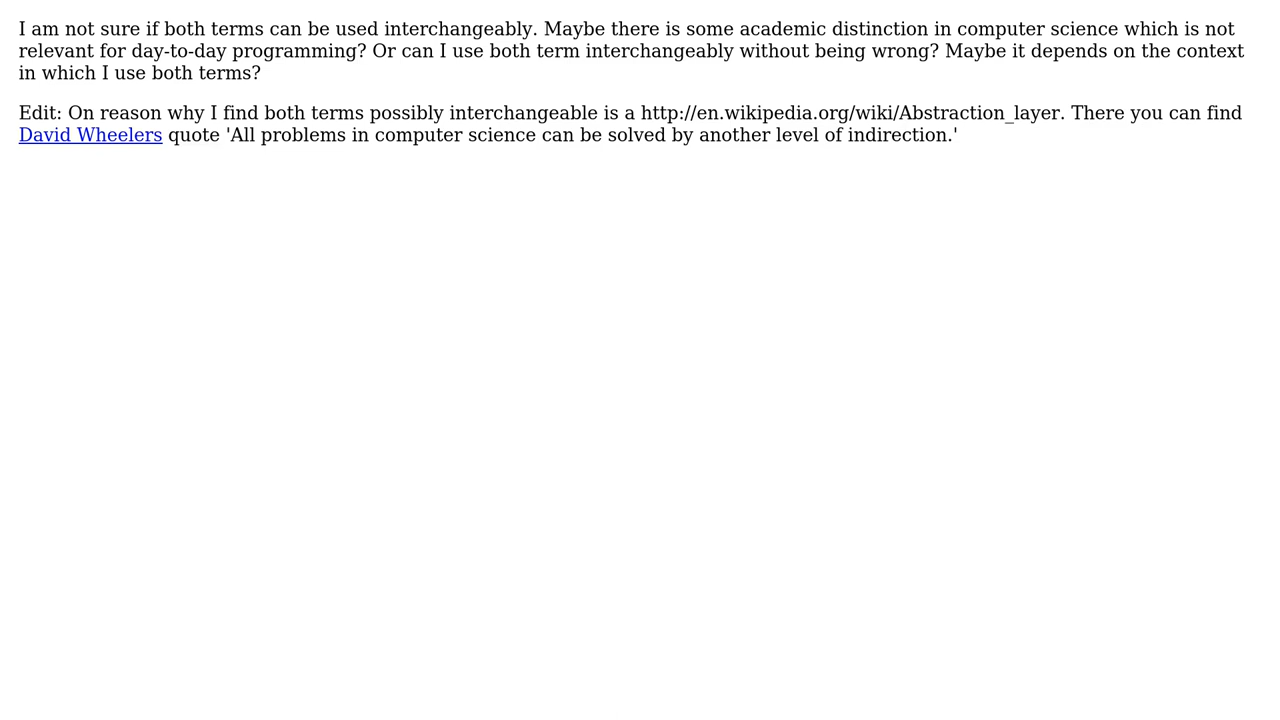 I am not sure if both terms can be used interchangeably. Maybe there is some academic distinction in computer science which is not
relevant for day-to-day programming? Or can I use both term interchangeably without being wrong? Maybe it depends on the context
in which I use both terms?
Edit: On reason why I find both terms possibly interchangeable is a http://en.wikipedia.org/wiki/Abstraction_layer. There you can find
David Wheelers quote 'All problems in computer science can be solved by another level of indirection.'